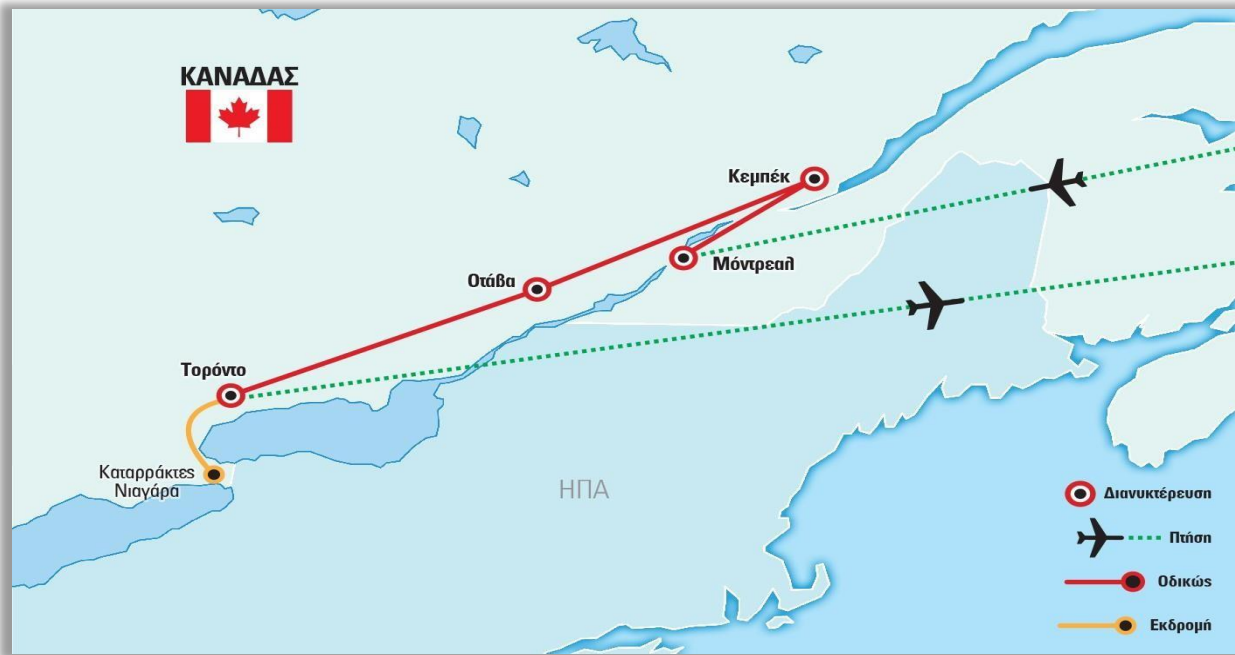 ΚΑΝΑΔΑΣ
Κεμπέκ
Μόντρεαλ
Οτάβα
Τορόντο
Καταρράκτες
Νιαγάρα
ΗΠΑ
Διανυκτέρευση
Πτήση
Οδικώς
Εκδρομή